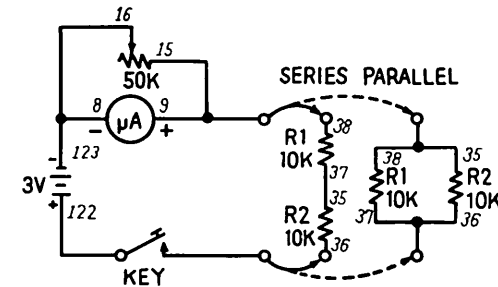 16
15
50K
8
9
µA
-
+
SERIES PARALLEL
-
123
3V
+
122
KEY
R1
10K
38
37
35
R2
10K
36
38
R1
10K
37
35
R2
10K
36